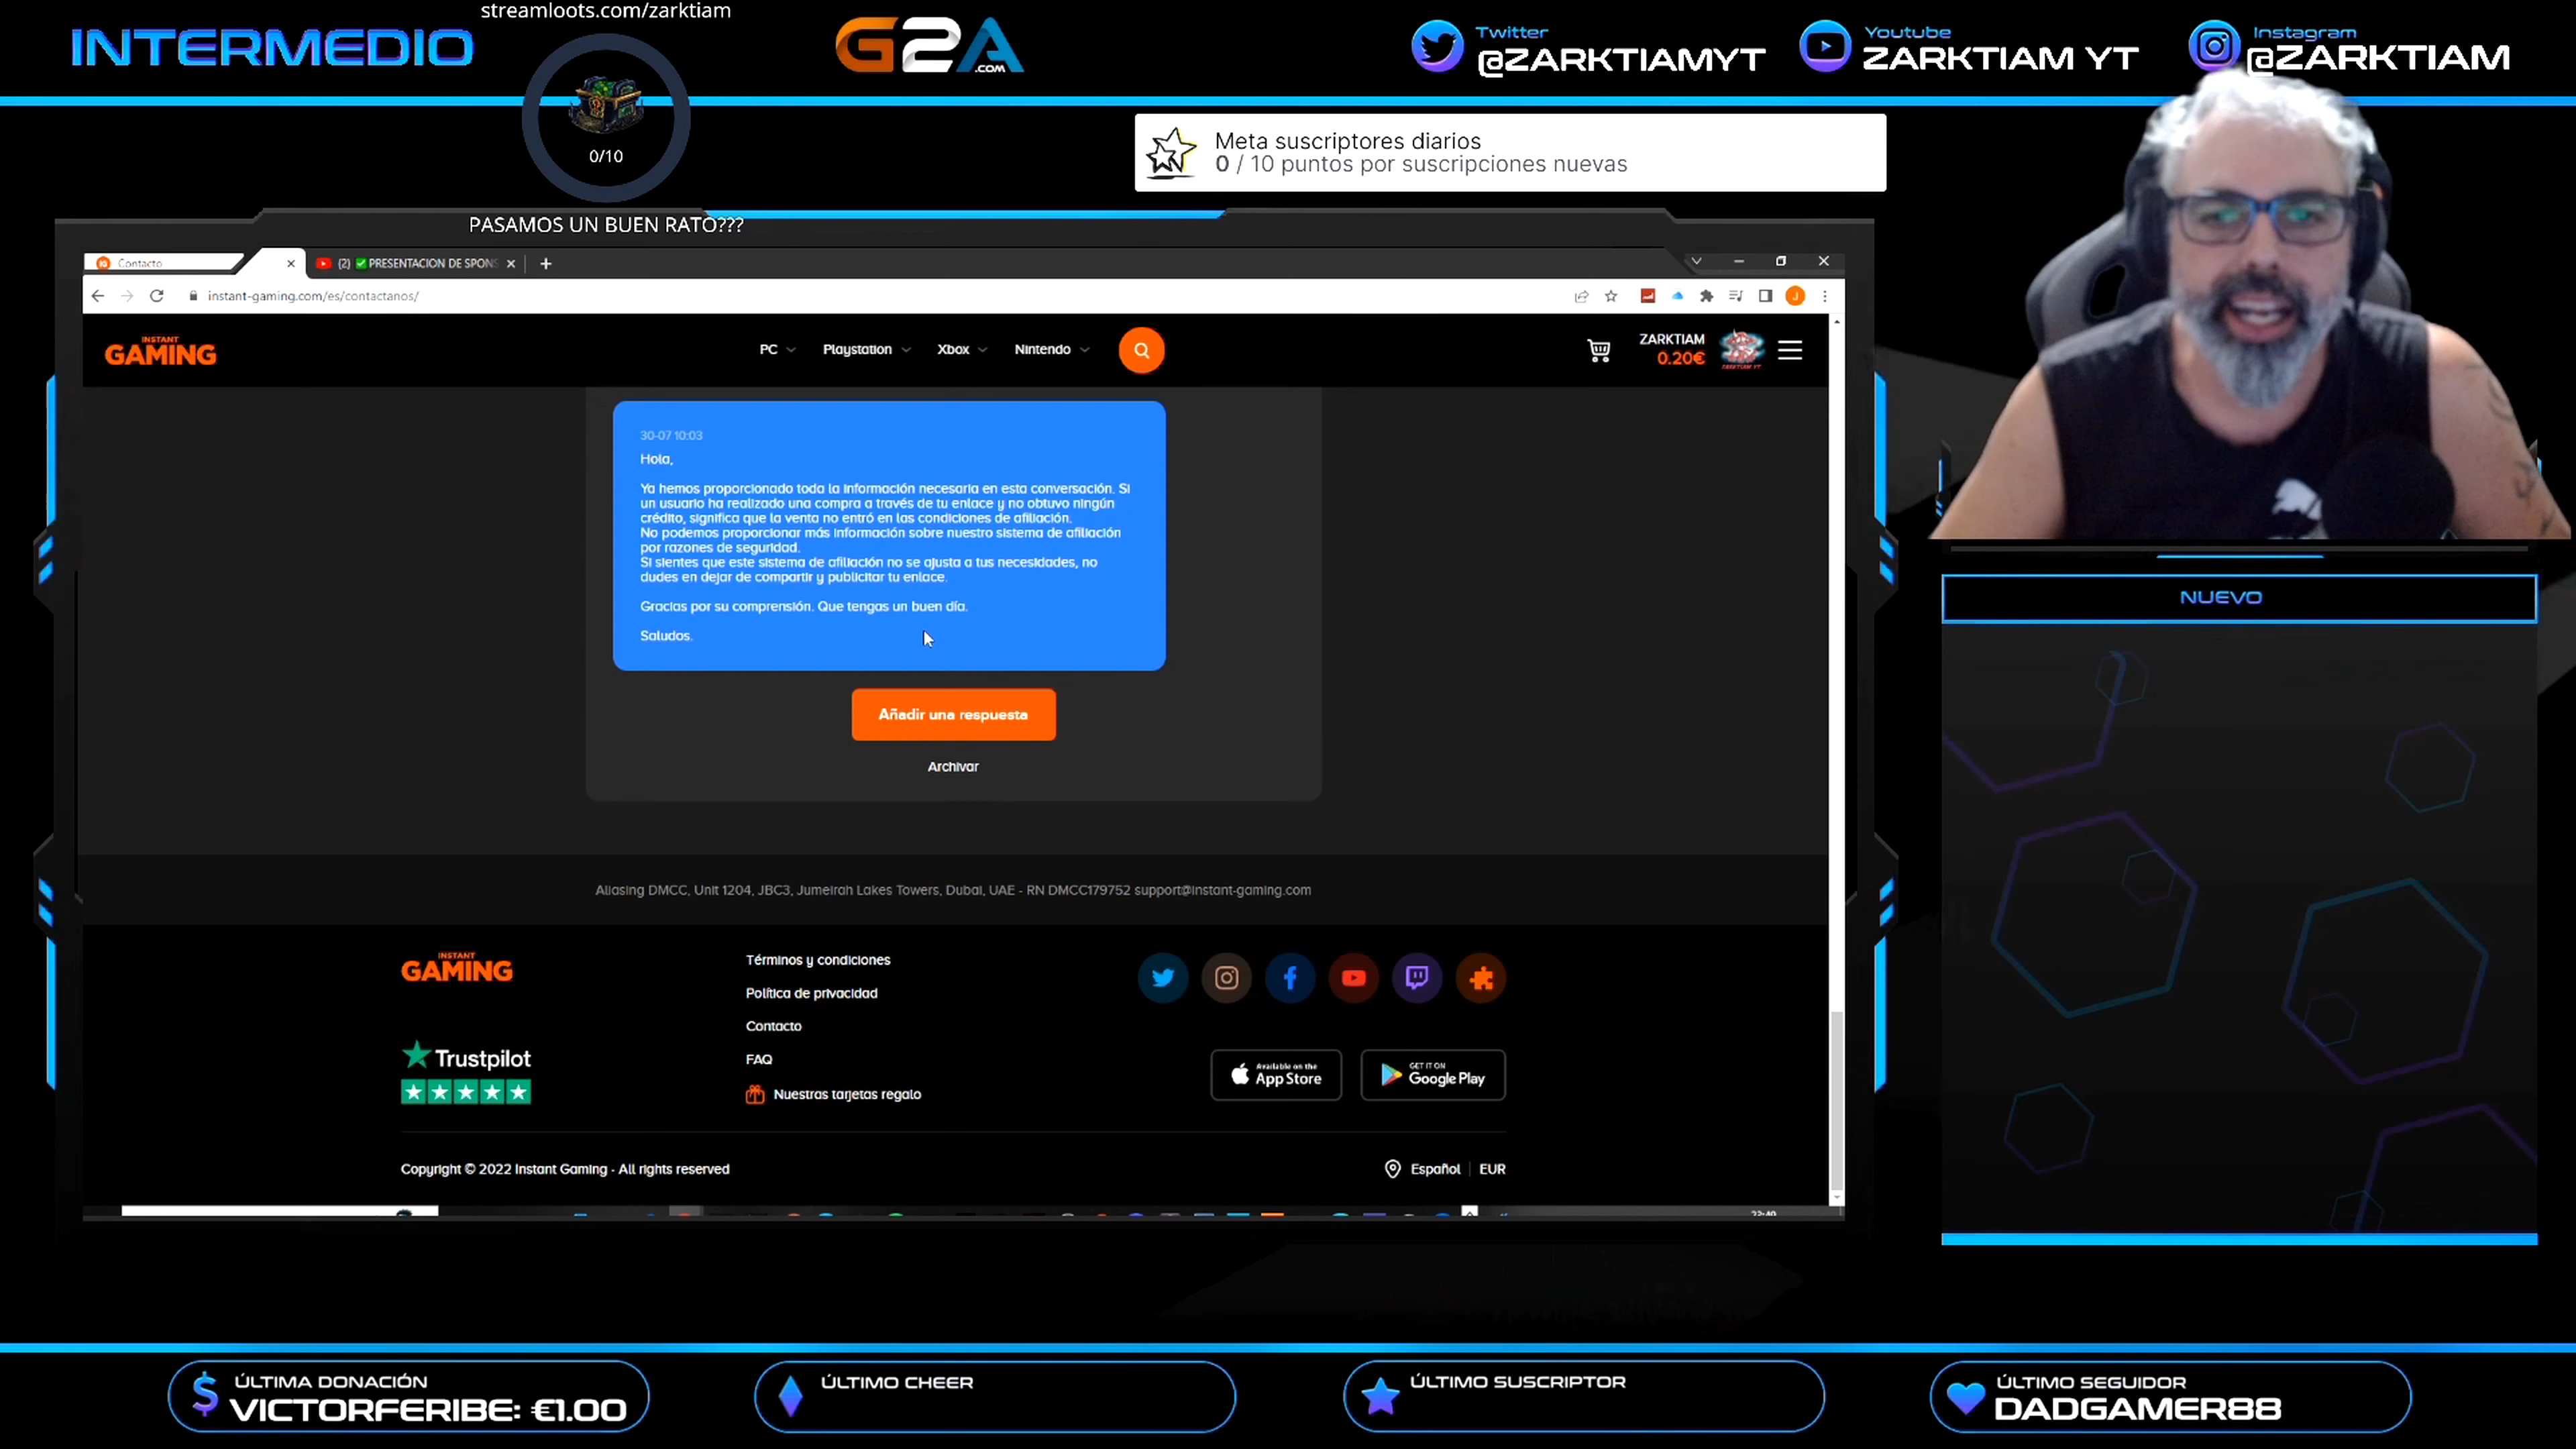 streamloots.com/zarktiam
INTERMEDIO
G2A
.COM
Twitter
@ZARKTIAMYT
Youtube
ZARKTIAM YT
Instagram
@ZARKTIAM
0/10
Meta suscriptores diarios
0 / 10 puntos por suscripciones nuevas
PASAMOS UN BUEN RATO???
Contacto
(2) ✅ PRESENTACION DE SPONS
instant-gaming.com/es/contactanos/
INSTANT
GAMING
PC
Playstation
Xbox
Nintendo
ZARKTIAM
0.20€
30-07 10:03
Hola,
Ya hemos proporcionado toda la información necesaria en esta conversación. Si
un usuario ha realizado una compra a través de tu enlace y no obtuvo ningún
crédito, significa que la venta no entró en las condiciones de afiliación.
No podemos proporcionar más información sobre nuestro sistema de afiliación
por razones de seguridad.
Si sientes que este sistema de afiliación no se ajusta a tus necesidades, no
dudes en dejar de compartir y publicitar tu enlace.
Gracias por su comprensión. Que tengas un buen día.
Saludos.
Añadir una respuesta
Archivar
NUEVO
Aliasing DMCC, Unit 1204, JBC3, Jumeirah Lakes Towers, Dubai, UAE - RN DMCC179752 support@instant-gaming.com
INSTANT
GAMING
Términos y condiciones
Política de privacidad
Contacto
FAQ
Nuestras tarjetas regalo
Trustpilot
Available on the
App Store
GET IT ON
Google Play
Copyright © 2022 Instant Gaming - All rights reserved
Español
EUR
ÚLTIMA DONACIÓN
VICTORFERIBE: €1.00
ÚLTIMO CHEER
ÚLTIMO SUSCRIPTOR
ÚLTIMO SEGUIDOR
DADGAMER88